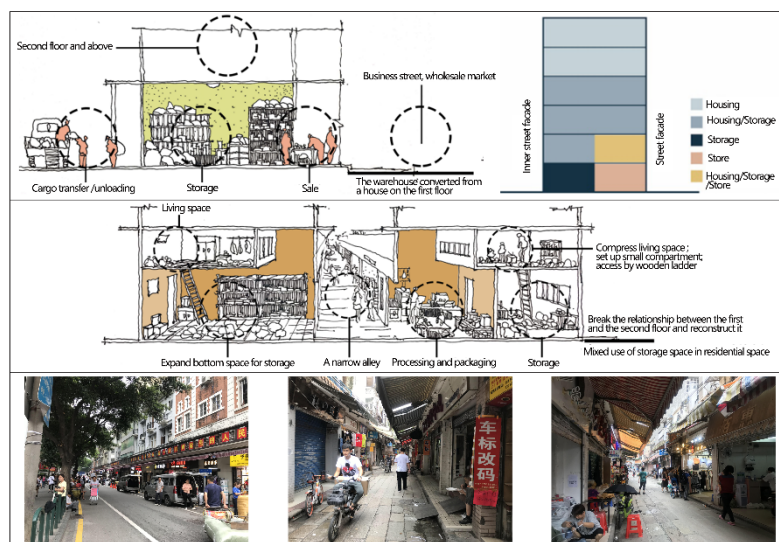 Second floor and above
Business street, wholesale market
Cargo transfer /unloading
Storage
Sale
The warehouse converted from
a house on the first floor
Inner street facade
Street facade
Housing
Housing/Storage
Storage
Store
Housing/Storage
/Store
Living space
Compress living space ;
set up small compartment;
access by wooden ladder
Break the relationship between the first
and the second floor and reconstruct it
Expand bottom space for storage
A narrow alley
Processing and packaging
Storage
Mixed use of storage space in residential space
车标改码